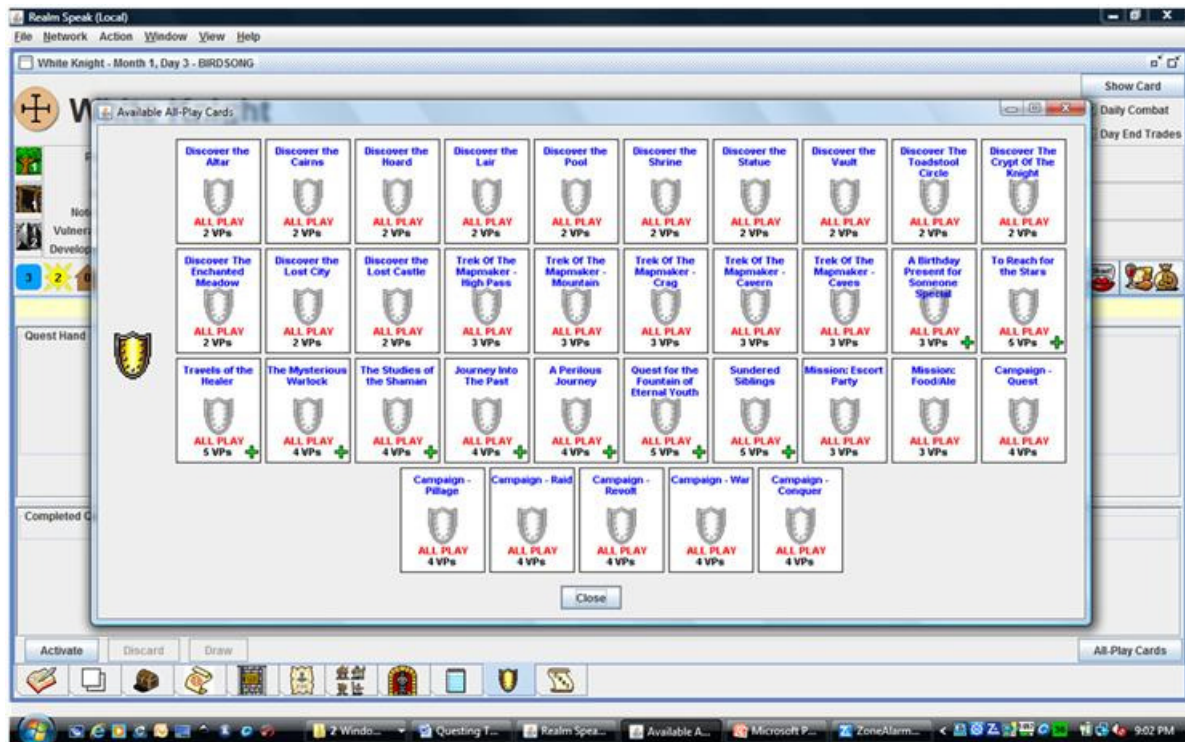 Realm Speak (Local)
File Network Action Window View Help
White Knight - Month 1, Day 3 - BIRDSONG
Show Card
Daily Combat
Day End Trades
Available All-Play Cards
Discover the
Altar
ALL PLAY
2 VPs
Discover the
Cairns
ALL PLAY
2 VPs
Discover the
Hoard
ALL PLAY
2 VPs
Discover the
Lair
ALL PLAY
2 VPs
Discover the
Pool
ALL PLAY
2 VPs
Discover the
Shrine
ALL PLAY
2 VPs
Discover the
Statue
ALL PLAY
2 VPs
Discover the
Vault
ALL PLAY
2 VPs
Discover The
Toadstool
Circle
ALL PLAY
2 VPs
Discover The
Crypt Of The
Knight
ALL PLAY
2 VPs
Discover The
Enchanted
Meadow
ALL PLAY
2 VPs
Discover the
Lost City
ALL PLAY
2 VPs
Discover the
Lost Castle
ALL PLAY
2 VPs
Trek Of The
Mapmaker -
High Pass
ALL PLAY
3 VPs
Trek Of The
Mapmaker -
Mountain
ALL PLAY
3 VPs
Trek Of The
Mapmaker -
Crag
ALL PLAY
3 VPs
Trek Of The
Mapmaker -
Cavern
ALL PLAY
3 VPs
Trek Of The
Mapmaker -
Caves
ALL PLAY
3 VPs
A Birthday
Present for
Someone
Special
ALL PLAY
3 VPs
To Reach for
the Stars
ALL PLAY
5 VPs
Travels of the
Healer
ALL PLAY
5 VPs
The Mysterious
Warlock
ALL PLAY
4 VPs
The Studies of
the Shaman
ALL PLAY
4 VPs
Journey Into
The Past
ALL PLAY
4 VPs
A Perilous
Journey
ALL PLAY
4 VPs
Quest for the
Fountain of
Eternal Youth
ALL PLAY
5 VPs
Sundered
Siblings
ALL PLAY
5 VPs
Mission: Escort
Party
ALL PLAY
3 VPs
Mission:
Food/Ale
ALL PLAY
3 VPs
Campaign -
Quest
ALL PLAY
4 VPs
Campaign -
Pillage
ALL PLAY
4 VPs
Campaign - Raid
ALL PLAY
4 VPs
Campaign -
Revolt
ALL PLAY
4 VPs
Campaign - War
ALL PLAY
4 VPs
Campaign -
Conquer
ALL PLAY
4 VPs
Close
3 2
Quest Hand
Completed
Activate Discard Draw All-Play Cards
2 Windo... Questing T... Realm Spea... Available A... Microsoft P... ZoneAlarm... 9:02 PM